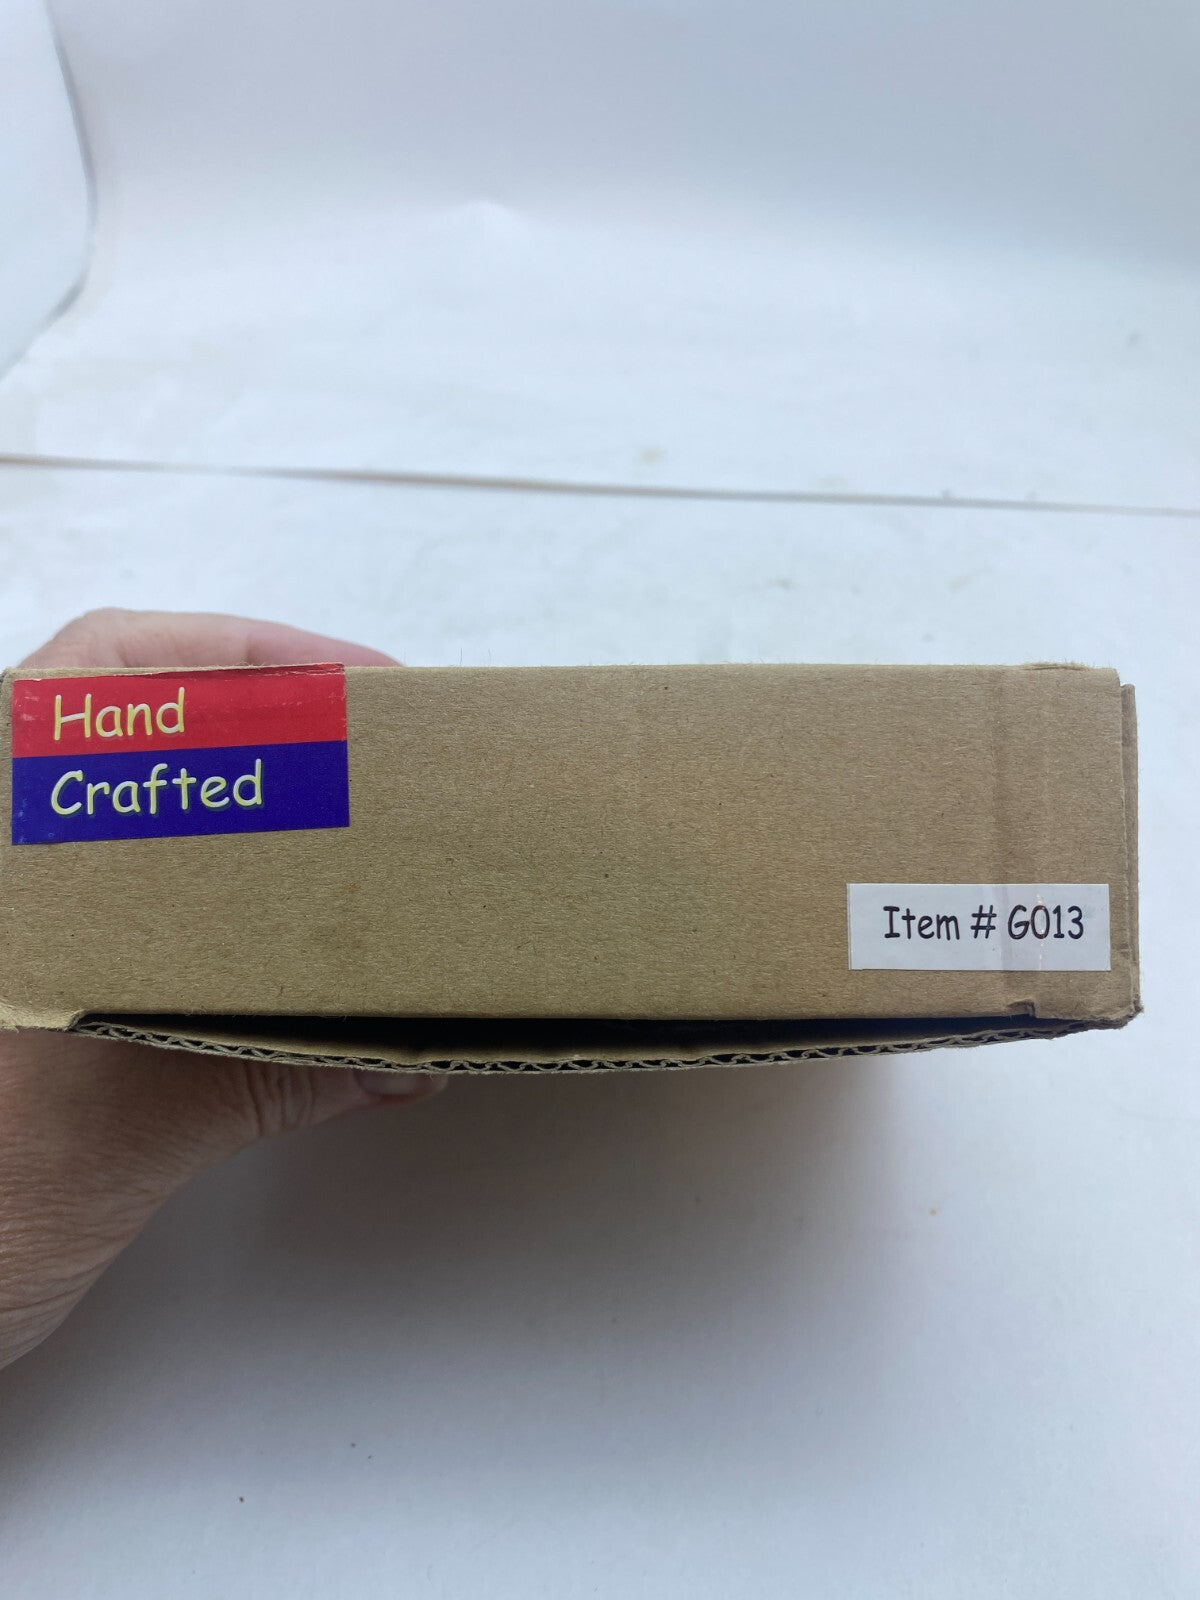 Hand
Crafted
Item # G013